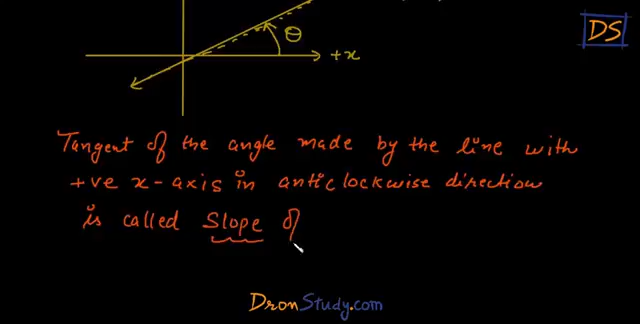 DS
θ
+x
Tangent of the angle made by the line with
+ve x-axis in anticlockwise direction
is called Slope of
DronStudy.com